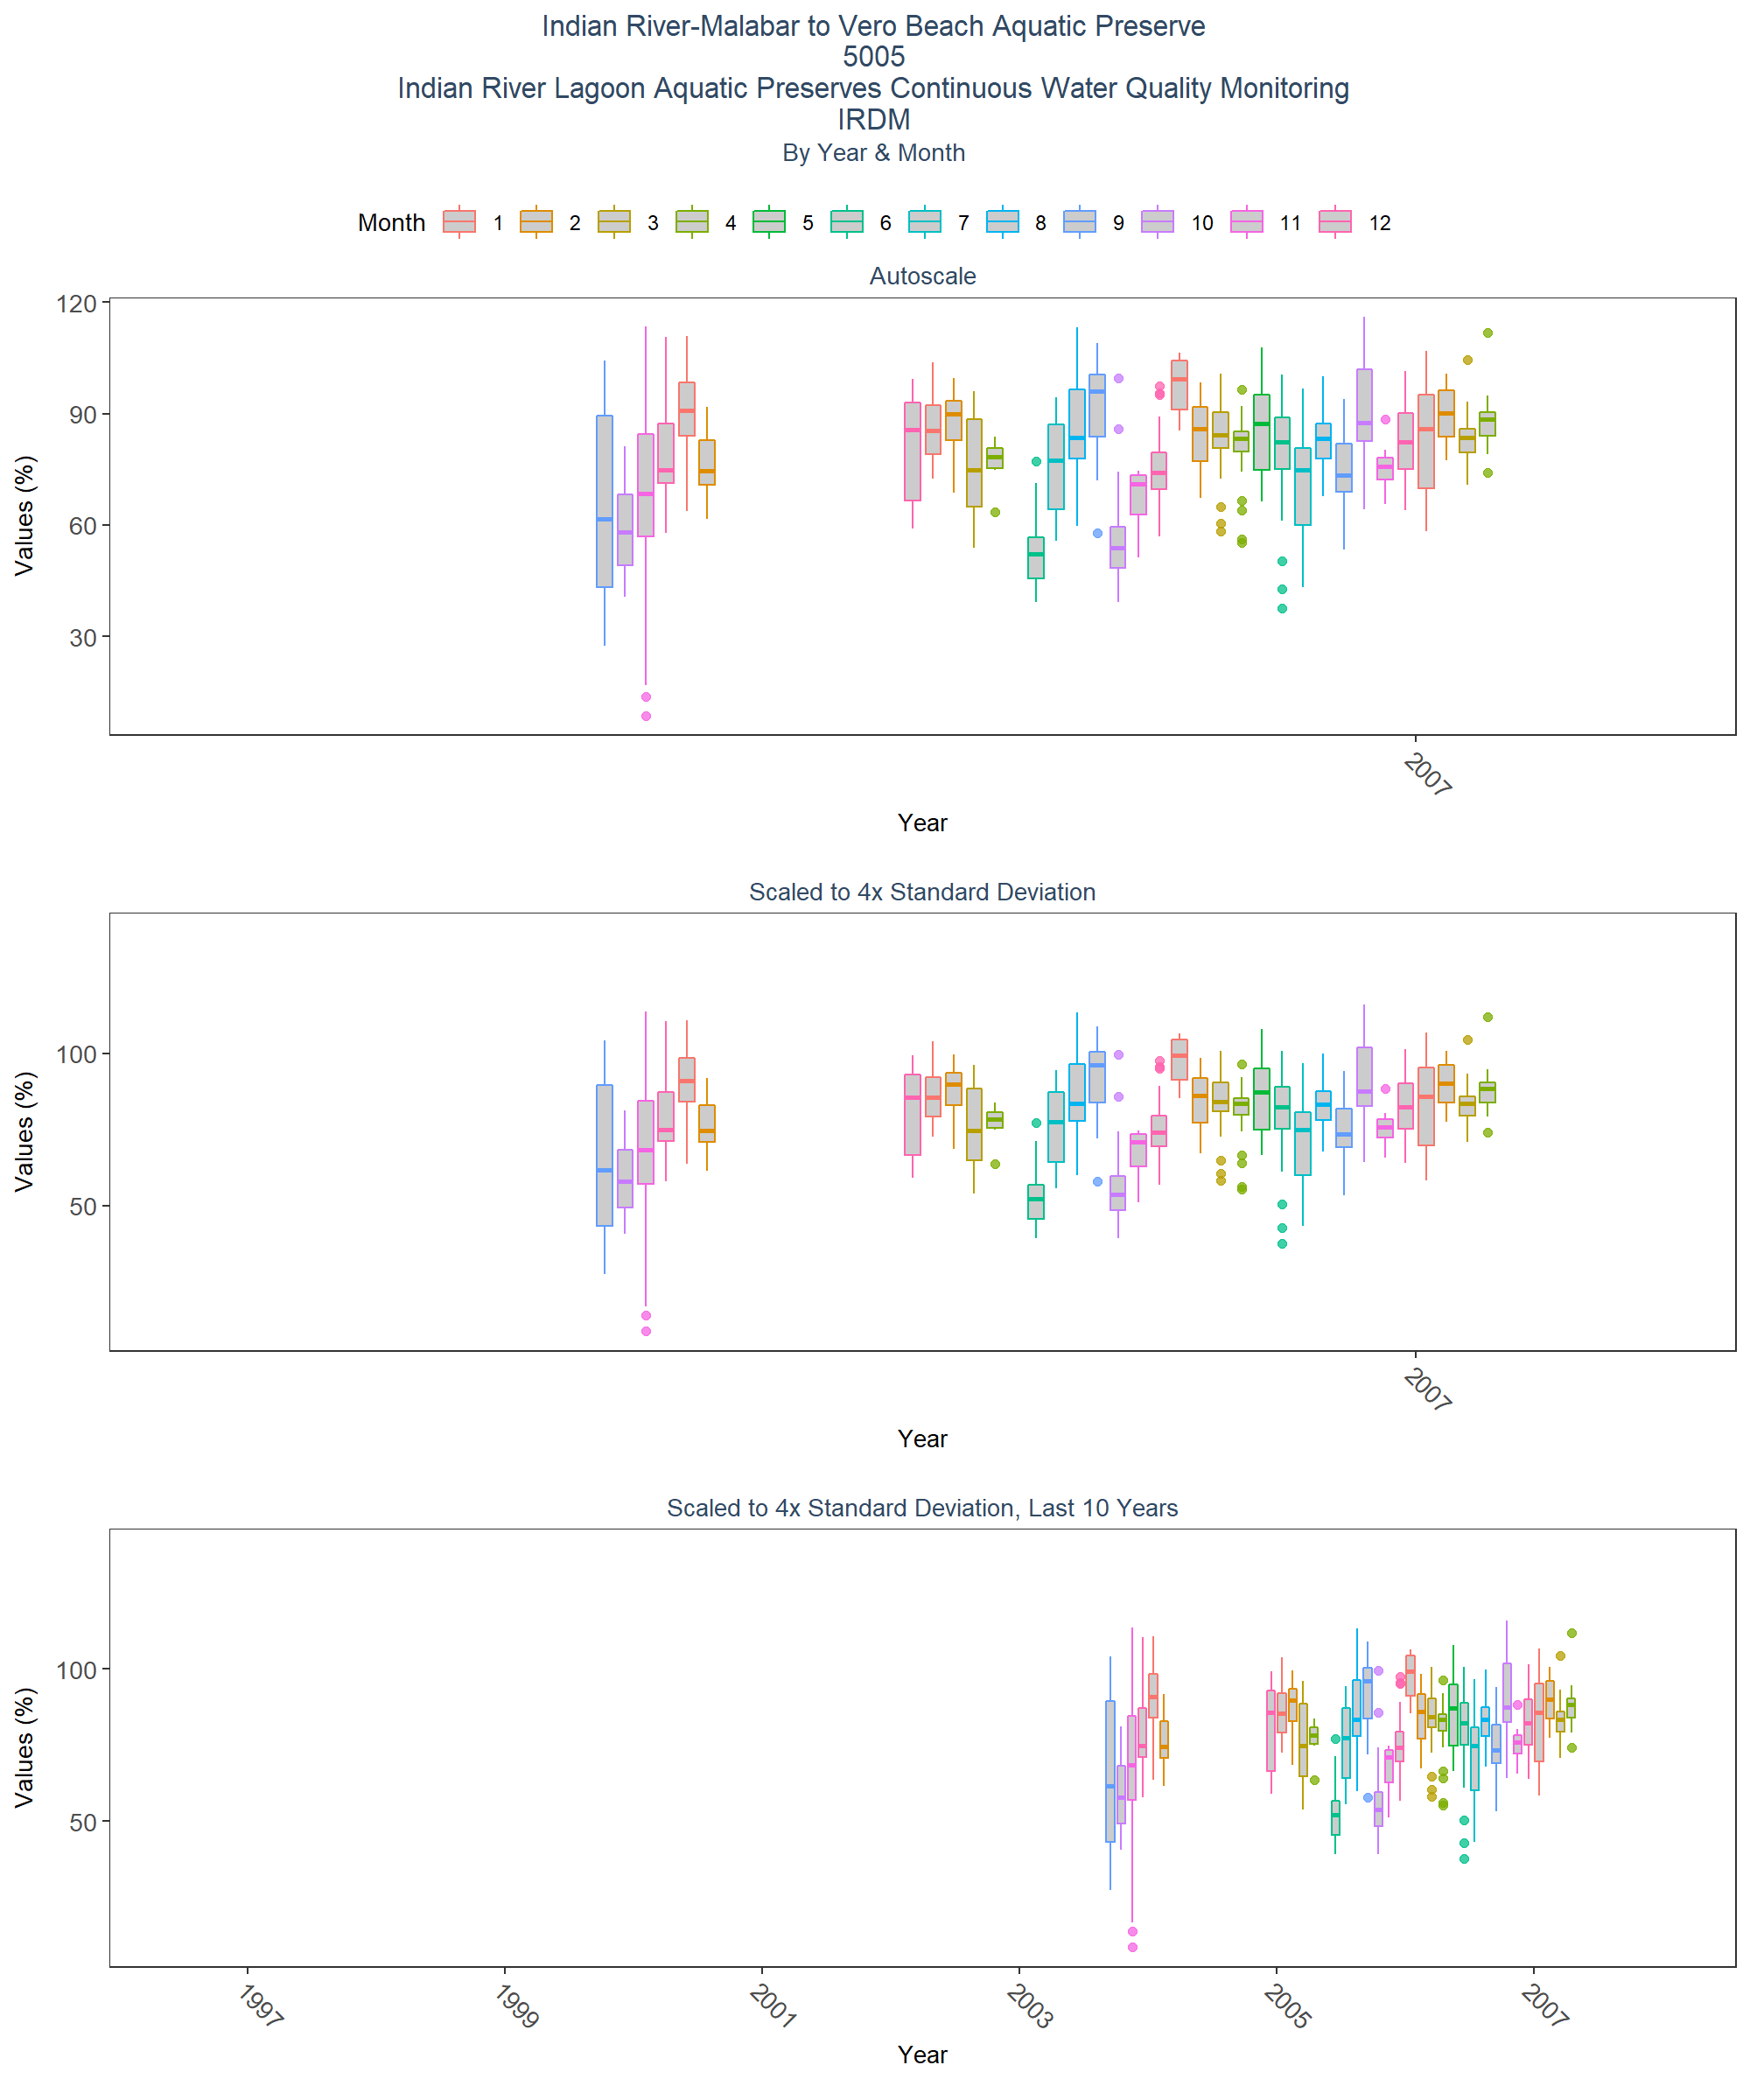 Indian River-Malabar to Vero Beach Aquatic Preserve
5005
Indian River Lagoon Aquatic Preserves Continuous Water Quality Monitoring
IRDM
By Year & Month
Month 1 2 3 4 5 6 7 8 9 10 11 12
Autoscale
120
90
60
30
Values (%)
2007
Year
Scaled to 4x Standard Deviation
100
50
Values (%)
2007
Year
Scaled to 4x Standard Deviation, Last 10 Years
100
50
Values (%)
1997 1999 2001 2003 2005 2007
Year